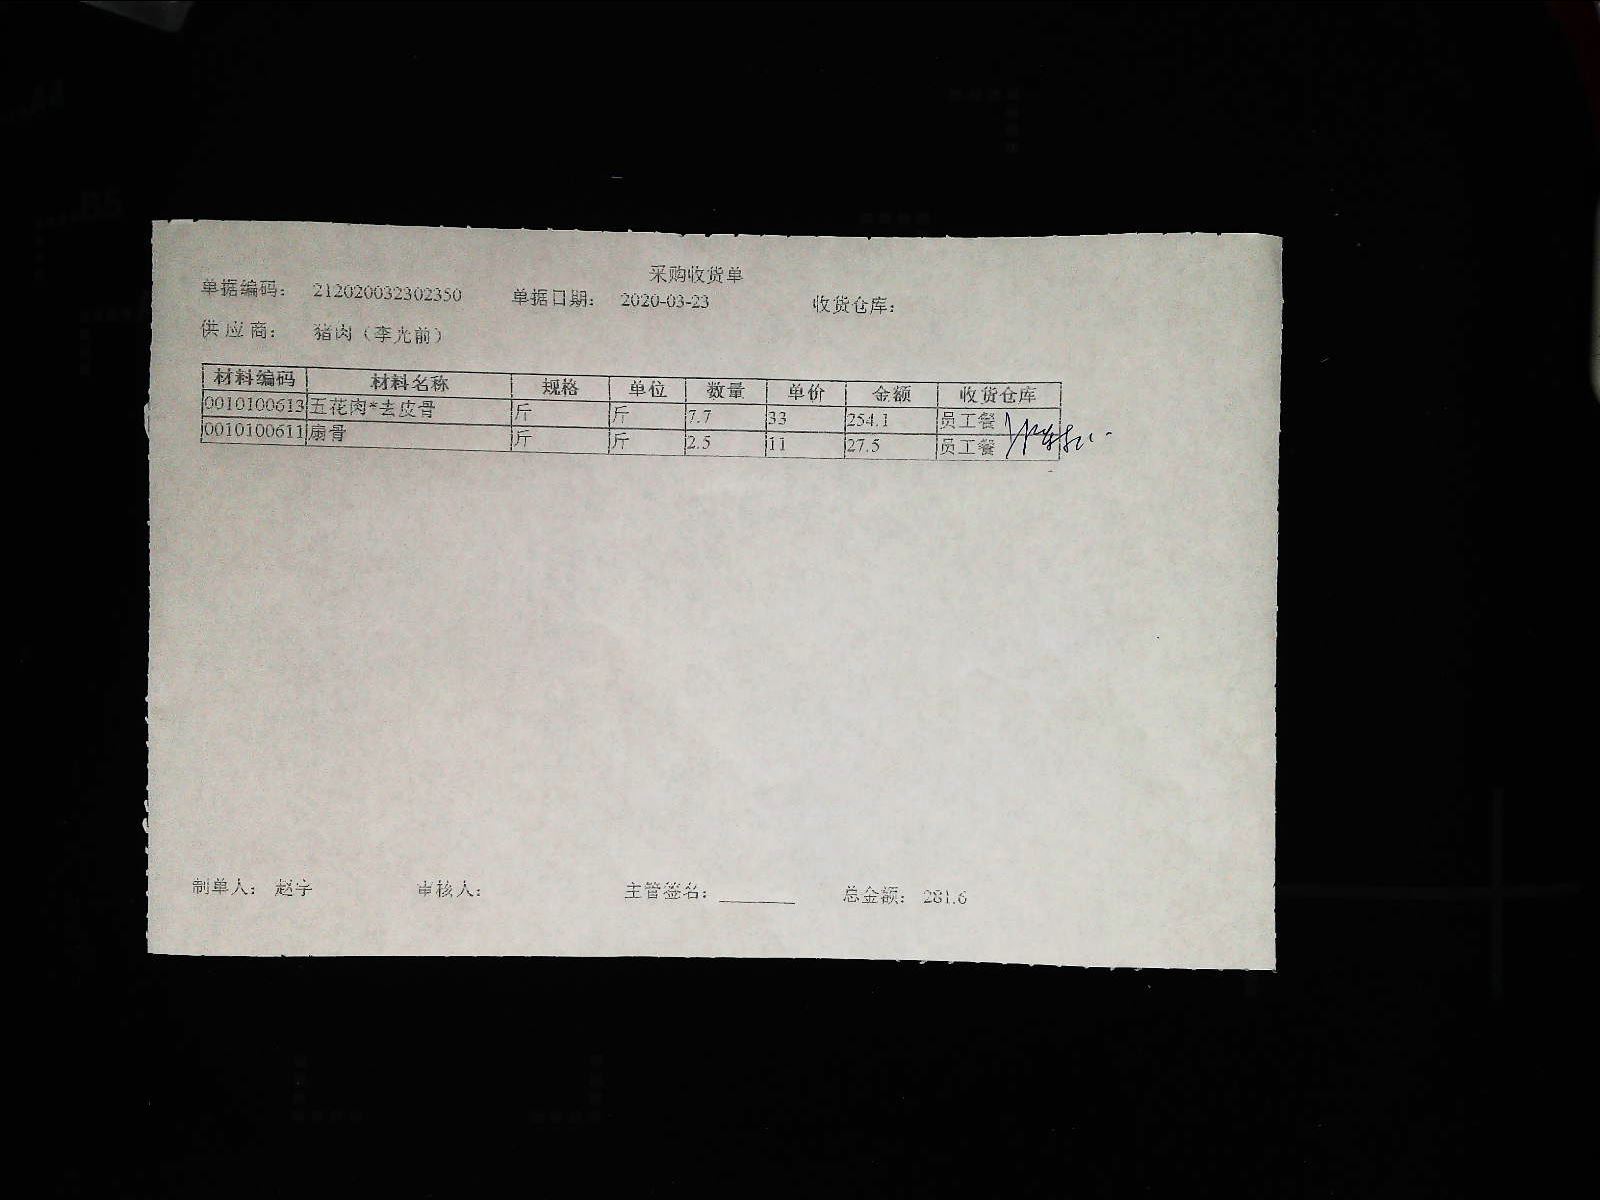 采购收货单
单据编码： 212020032302350 单据日期： 2020-03-23 收货仓库：
供 应 商： 猪肉（李光前）
材料编码 材料名称 规格 单位 数量 单价 金额 收货仓库
0010100613 五花肉*去皮骨 斤 斤 7.7 33 254.1 员工餐
0010100611 扇骨 斤 斤 2.5 11 27.5 员工餐
制单人： 赵宇 审核人： 主管签名： 总金额： 281.6